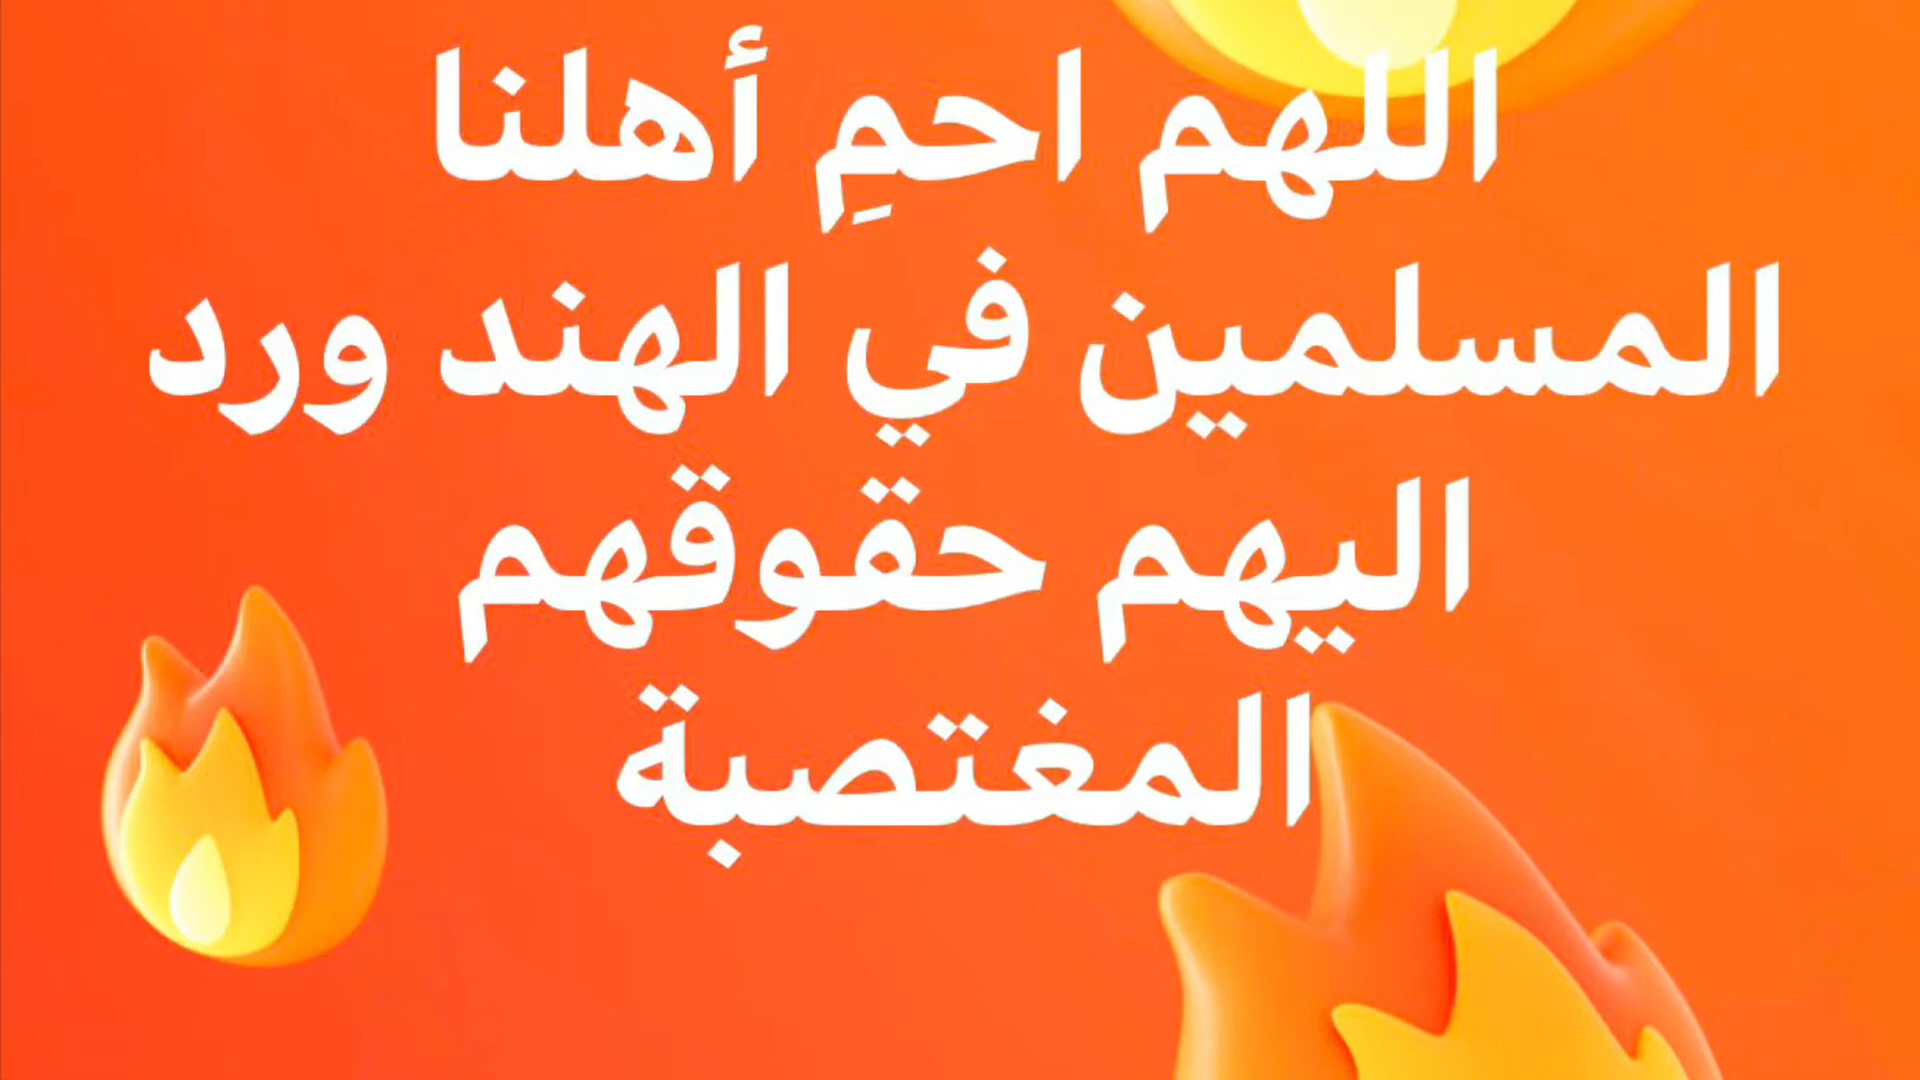 اللهم احمِ أهلنا
المسلمين في الهند ورد
اليهم حقوقهم
المغتصبة